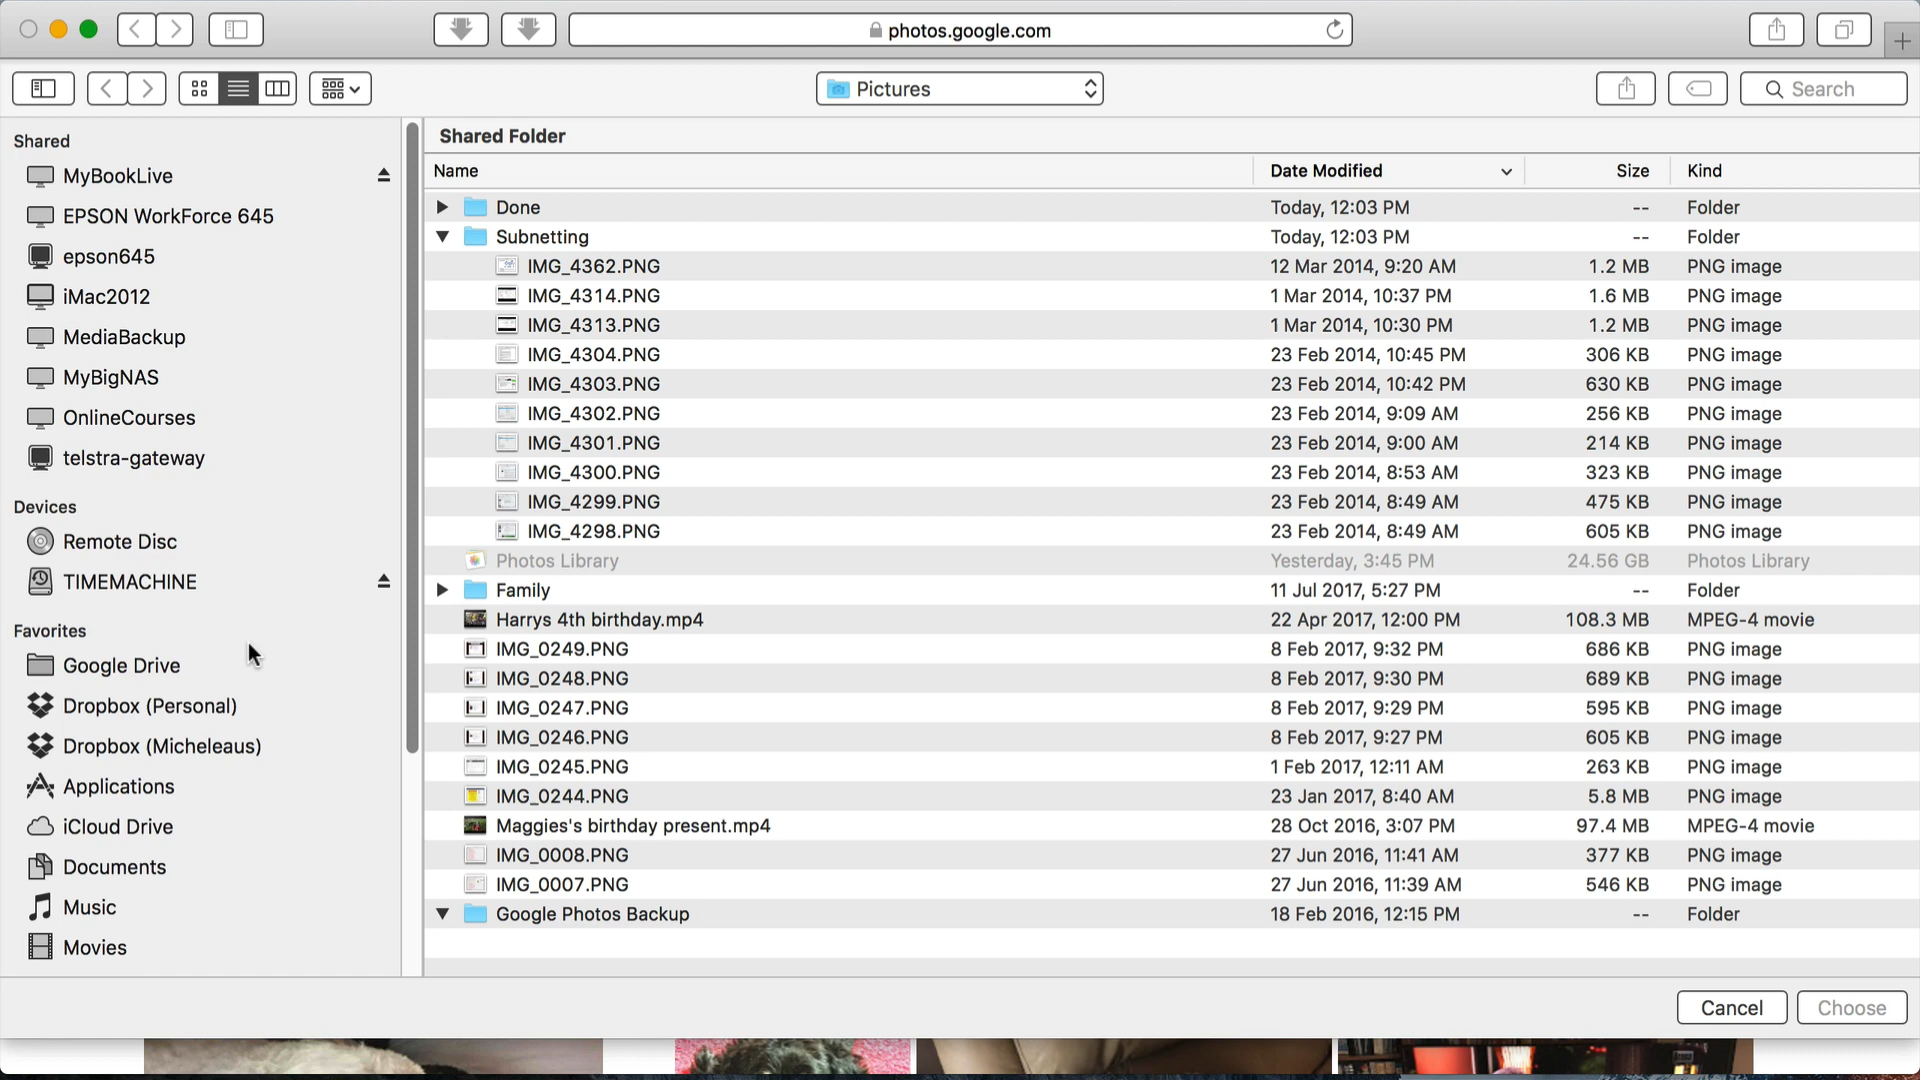 photos.google.com
Pictures
Search
Shared
MyBookLive
EPSON WorkForce 645
epson645
iMac2012
MediaBackup
MyBigNAS
OnlineCourses
telstra-gateway
Devices
Remote Disc
TIMEMACHINE
Favorites
Google Drive
Dropbox (Personal)
Dropbox (Micheleaus)
Applications
iCloud Drive
Documents
Music
Movies
Shared Folder
Name Date Modified Size Kind
Done Today, 12:03 PM -- Folder
Subnetting Today, 12:03 PM -- Folder
IMG_4362.PNG 12 Mar 2014, 9:20 AM 1.2 MB PNG image
IMG_4314.PNG 1 Mar 2014, 10:37 PM 1.6 MB PNG image
IMG_4313.PNG 1 Mar 2014, 10:30 PM 1.2 MB PNG image
IMG_4304.PNG 23 Feb 2014, 10:45 PM 306 KB PNG image
IMG_4303.PNG 23 Feb 2014, 10:42 PM 630 KB PNG image
IMG_4302.PNG 23 Feb 2014, 9:09 AM 256 KB PNG image
IMG_4301.PNG 23 Feb 2014, 9:00 AM 214 KB PNG image
IMG_4300.PNG 23 Feb 2014, 8:53 AM 323 KB PNG image
IMG_4299.PNG 23 Feb 2014, 8:49 AM 475 KB PNG image
IMG_4298.PNG 23 Feb 2014, 8:49 AM 605 KB PNG image
Photos Library Yesterday, 3:45 PM 24.56 GB Photos Library
Family 11 Jul 2017, 5:27 PM -- Folder
Harrys 4th birthday.mp4 22 Apr 2017, 12:00 PM 108.3 MB MPEG-4 movie
IMG_0249.PNG 8 Feb 2017, 9:32 PM 686 KB PNG image
IMG_0248.PNG 8 Feb 2017, 9:30 PM 689 KB PNG image
IMG_0247.PNG 8 Feb 2017, 9:29 PM 595 KB PNG image
IMG_0246.PNG 8 Feb 2017, 9:27 PM 605 KB PNG image
IMG_0245.PNG 1 Feb 2017, 12:11 AM 263 KB PNG image
IMG_0244.PNG 23 Jan 2017, 8:40 AM 5.8 MB PNG image
Maggies's birthday present.mp4 28 Oct 2016, 3:07 PM 97.4 MB MPEG-4 movie
IMG_0008.PNG 27 Jun 2016, 11:41 AM 377 KB PNG image
IMG_0007.PNG 27 Jun 2016, 11:39 AM 546 KB PNG image
Google Photos Backup 18 Feb 2016, 12:15 PM -- Folder
Cancel Choose